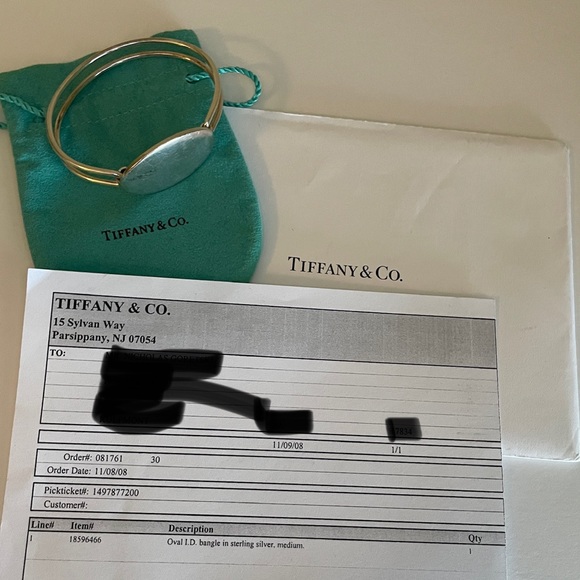 TIFFANY & CO.
TIFFANY & CO.
TIFFANY & CO.
15 Sylvan Way
Parsippany, NJ 07054
TO:
11/09/08
1/1
Order#: 081761 30
Order Date: 11/08/08
Pickticket#: 1497877200
Customer#:
Line# Item# Description Qty
1 18596466 Oval I.D. bangle in sterling silver, medium. 1